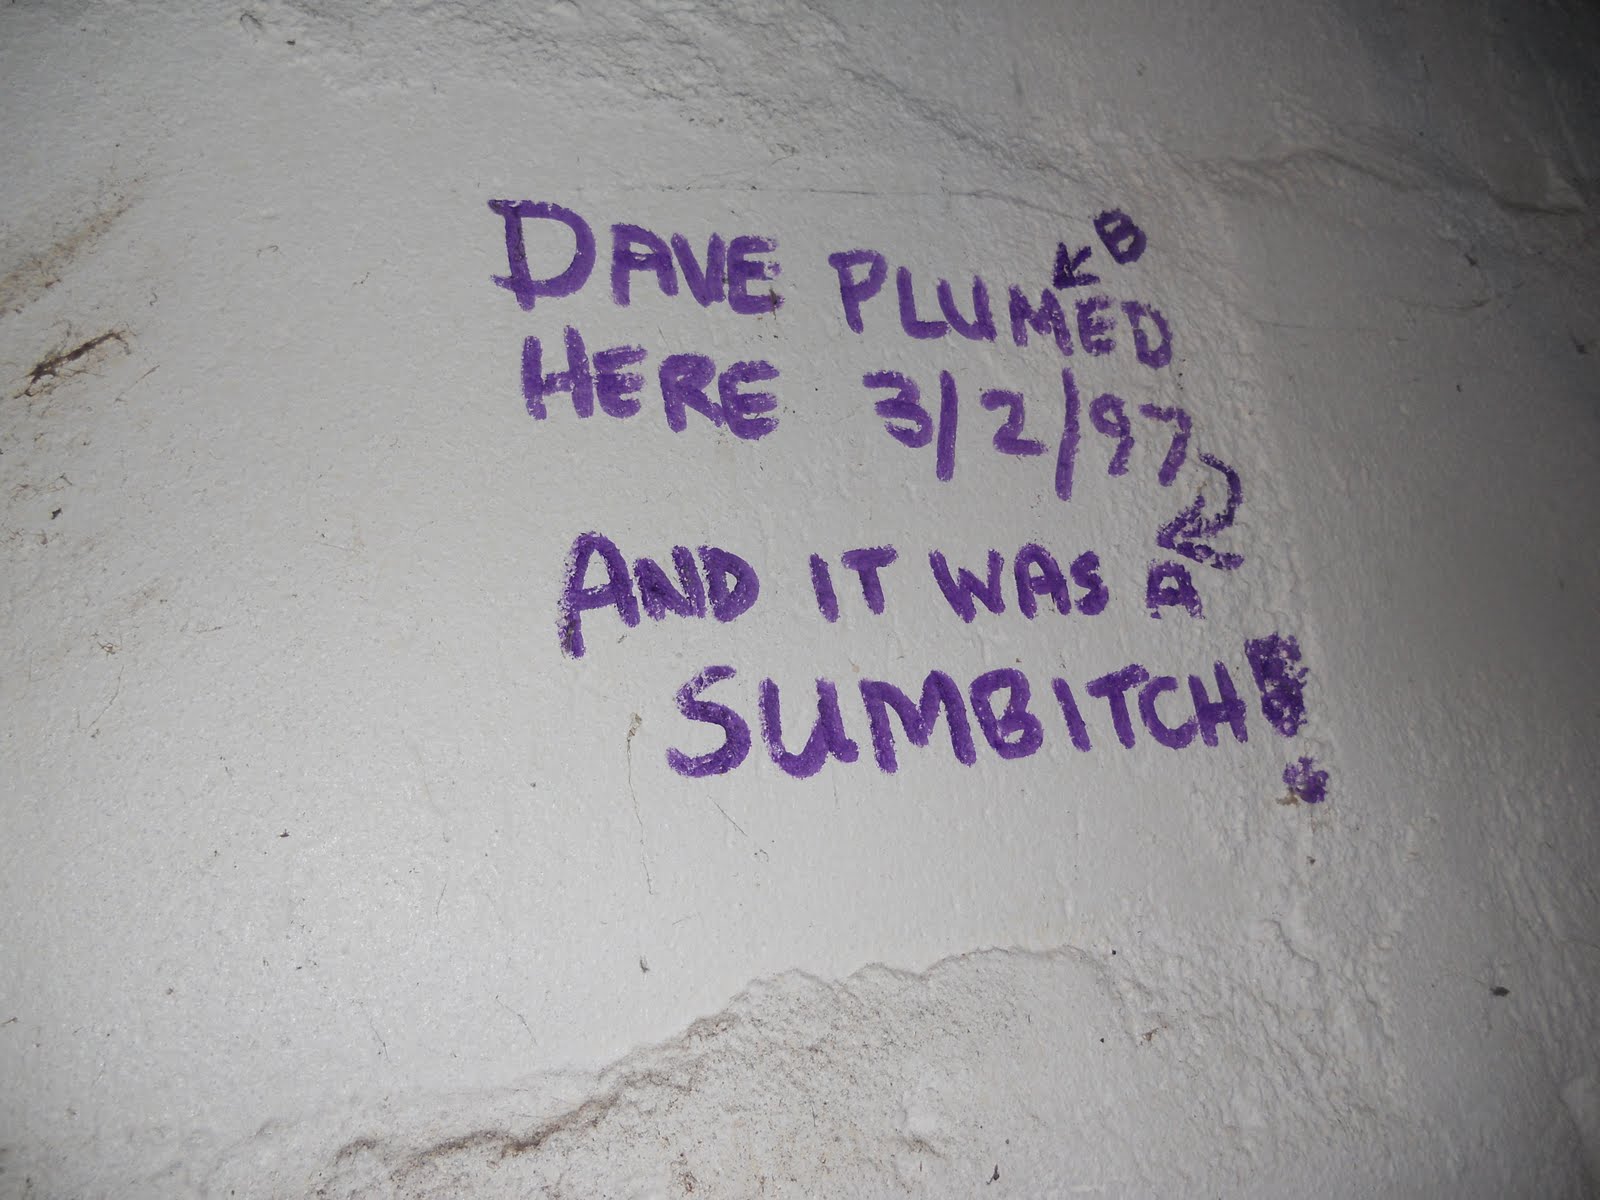 B
DAVE PLUMED
HERE 3/2/97
AND IT WAS A
SUMBITCH!